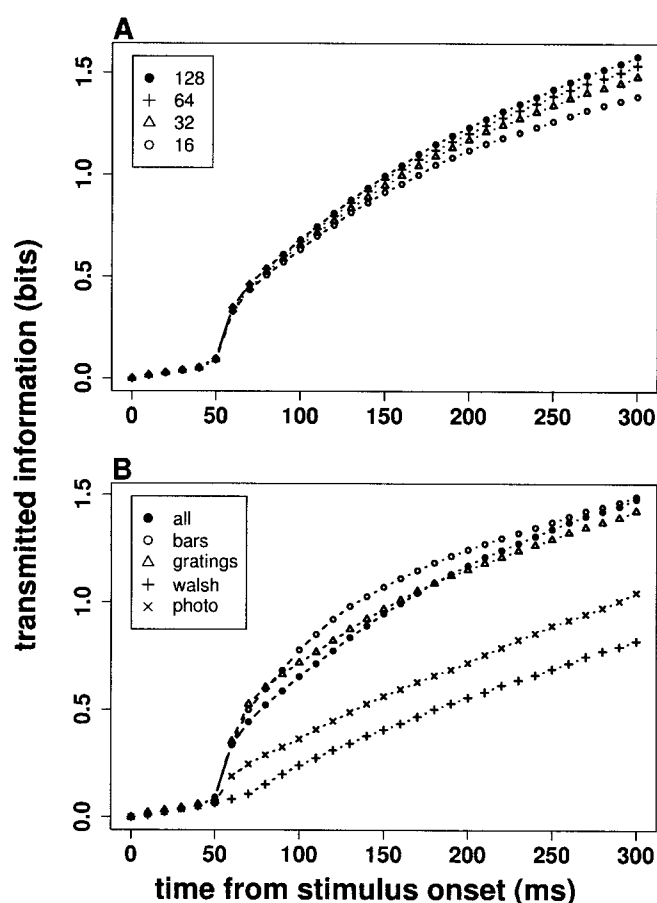 A
128
64
32
16
1.5
1.0
0.5
0.0
0 50 100 150 200 250 300
transmitted information (bits)
B
all
bars
gratings
walsh
photo
1.5
1.0
0.5
0.0
0 50 100 150 200 250 300
time from stimulus onset (ms)